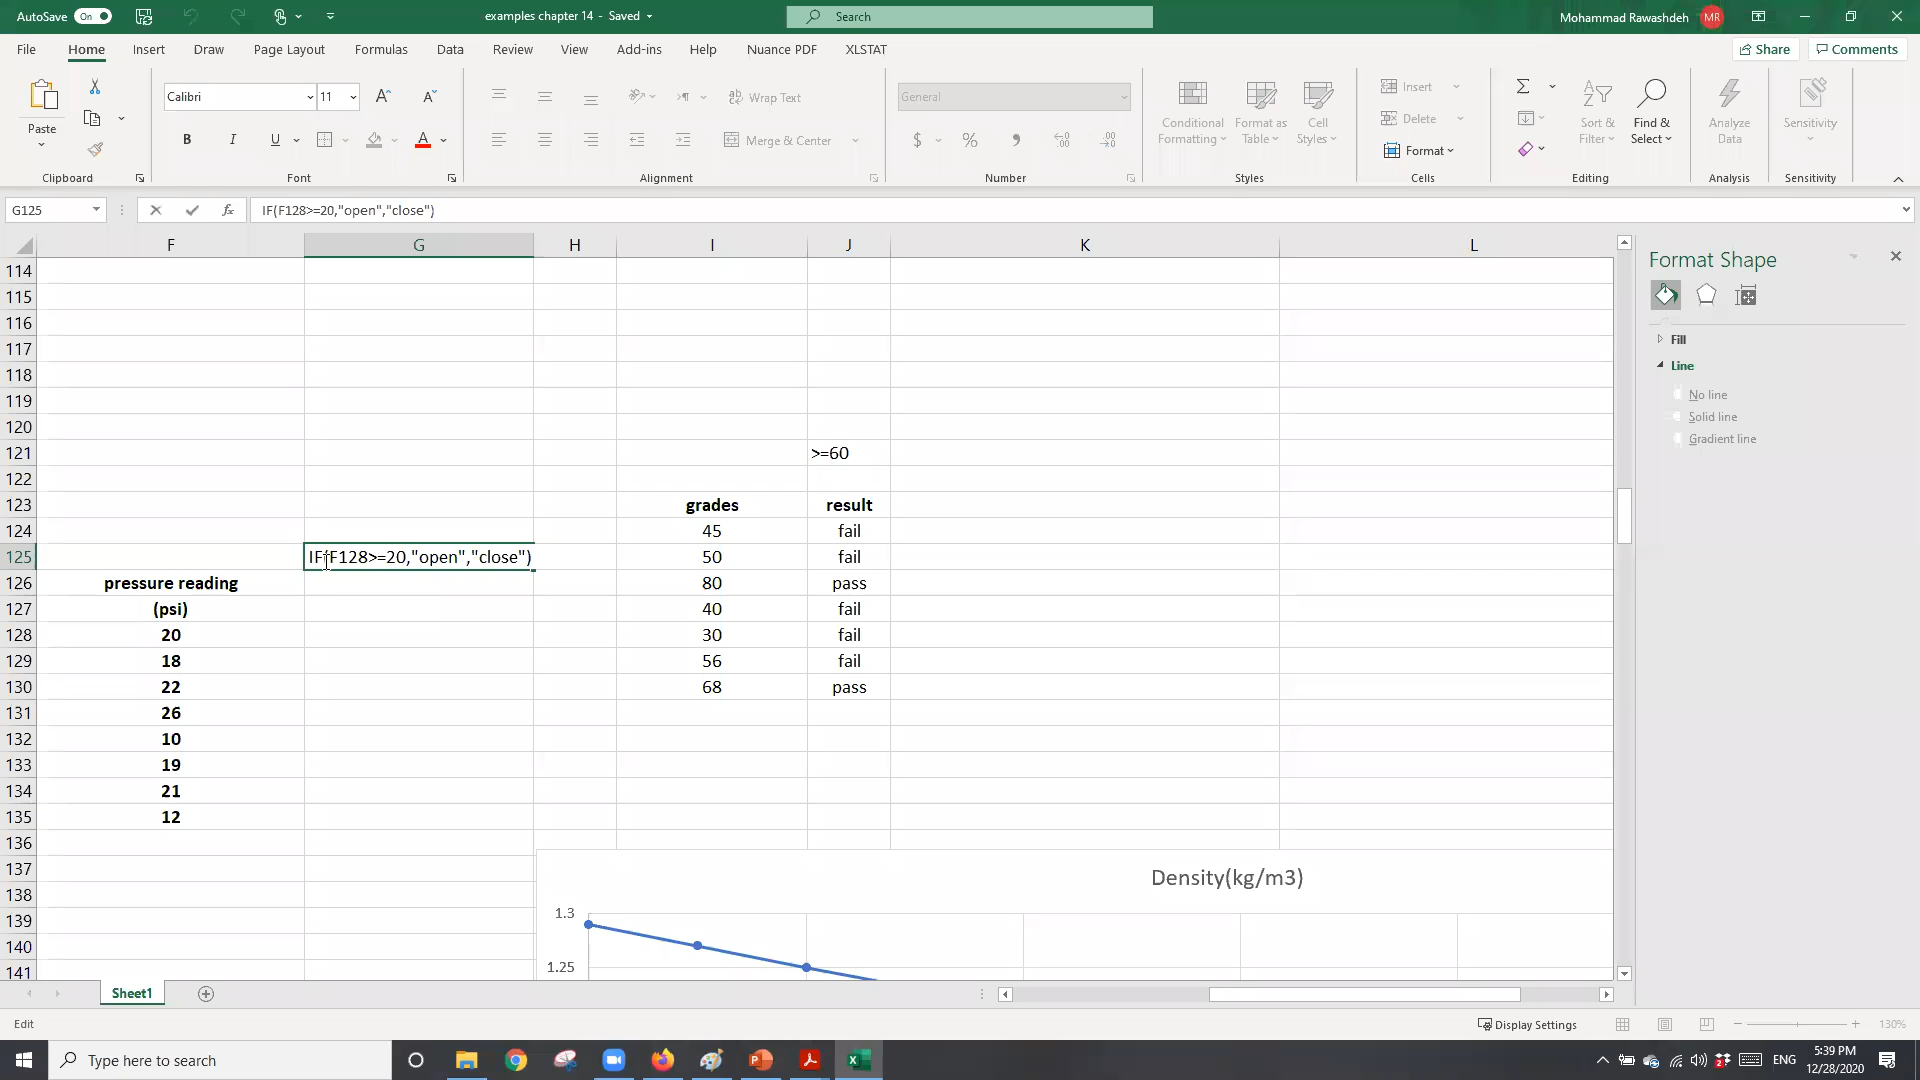 AutoSave On examples chapter 14 - Saved Search Mohammad Rawashdeh MR
File Home Insert Draw Page Layout Formulas Data Review View Add-ins Help Nuance PDF XLSTAT Share Comments
Paste
Clipboard
Calibri 11
B I U A
Font
Wrap Text
Merge & Center
Alignment
General
$ %
Number
Conditional Formatting
Format as Table
Cell Styles
Styles
Insert
Delete
Format
Cells
Sort & Filter
Find & Select
Editing
Analyze Data
Analysis
Sensitivity
Sensitivity
G125 fx IF(F128>=20,"open","close")
F G H I J K L
114
115
116
117
118
119
120
121 >=60
122
123 grades result
124 45 fail
125 IF(F128>=20,"open","close") 50 fail
126 pressure reading 80 pass
127 (psi) 40 fail
128 20 30 fail
129 18 56 fail
130 22 68 pass
131 26
132 10
133 19
134 21
135 12
136
137 Density(kg/m3)
138
139 1.3
140
141 1.25
Format Shape
Fill
Line
No line
Solid line
Gradient line
Sheet1
Edit Display Settings 130%
Type here to search ENG 5:39 PM
12/28/2020